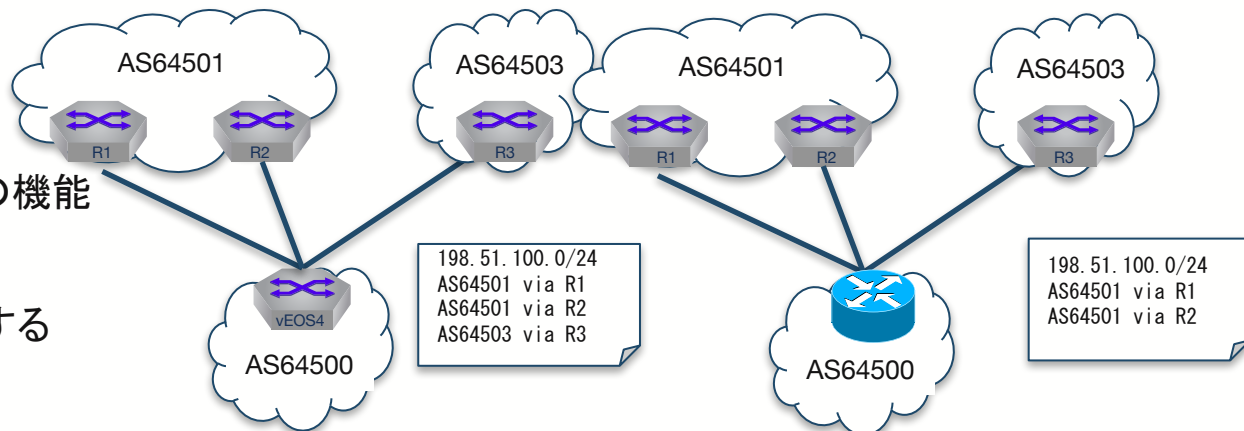 AS64501
AS64503
R1
R2
R3
の機能
する
vEOS4
AS64500
198.51.100.0/24
AS64501 via R1
AS64501 via R2
AS64503 via R3
AS64501
AS64503
R1
R2
R3
AS64500
198.51.100.0/24
AS64501 via R1
AS64501 via R2